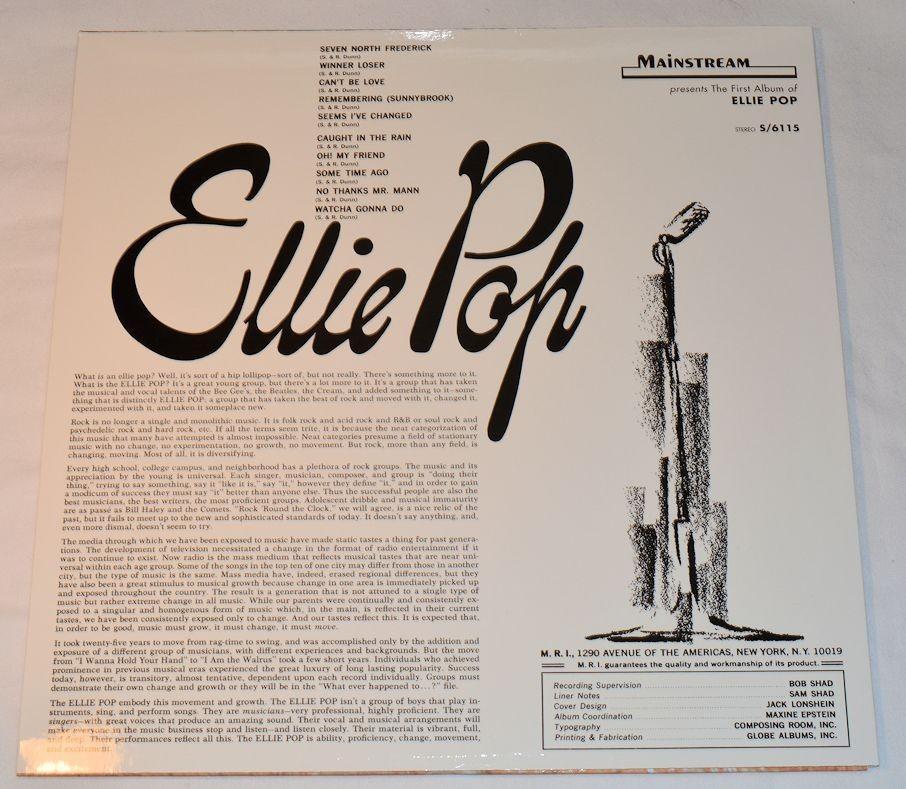 SEVEN NORTH FREDERICK
(S. & R. Dunn)
WINNER LOSER
(S. & R. Dunn)
CAN'T BE LOVE
(S. & R. Dunn)
REMEMBERING (SUNNYBROOK)
(S. & R. Dunn)
SEEMS I'VE CHANGED
(S. & R. Dunn)
CAUGHT IN THE RAIN
(S. & R. Dunn)
OH! MY FRIEND
(S. & R. Dunn)
SOME TIME AGO
(S. & R. Dunn)
NO THANKS MR. MANN
(S. & R. Dunn)
WATCHA GONNA DO
(S. & R. Dunn)
MAINSTREAM
presents The First Album of
ELLIE POP
STEREO S/6115
Ellie Pop
What is an ellie pop? Well, it's sort of a hip lollipop—sort of, but not really. There's something more to it.
What is the ELLIE POP? It's a great young group, but there's a lot more to it. It's a group that has taken
the musical and vocal talents of the Bee Gee's, the Beatles, the Cream, and added something to it—some-
thing that is distinctly ELLIE POP; a group that has taken the best of rock and moved with it, changed it,
experimented with it, and taken it someplace new.
Rock is no longer a single and monolithic music. It is folk rock and acid rock and R&B or soul rock and
psychedelic rock and hard rock, etc. If all the terms seem trite, it is because the neat categorization of
this music that many have attempted is almost impossible. Neat categories presume a field of stationary
music with no change, no experimentation, no growth, no movement. But rock, more than any field, is
changing, moving. Most of all, it is diversifying.
Every high school, college campus, and neighborhood has a plethora of rock groups. The music and its
appreciation by the young is universal. Each singer, musician, composer, and group is "doing their
thing," trying to say something, say it "like it is," say "it," however they define "it," and in order to gain
a modicum of success they must say "it" better than anyone else. Thus the successful people are also the
best musicians, the best writers, the most proficient groups. Adolescent dribble and musical immaturity
are as passé as Bill Haley and the Comets. "Rock 'Round the Clock," we will agree, is a nice relic of the
past, but it fails to meet up to the new and sophisticated standards of today. It doesn't say anything, and,
even more dismal, doesn't seem to try.
The media through which we have been exposed to music have made static tastes a thing for past genera-
tions. The development of television necessitated a change in the format of radio entertainment if it
was to continue to exist. Now radio is the mass medium that reflects musical tastes that are near uni-
versal within each age group. Some of the songs in the top ten of one city may differ from those in another
city, but the type of music is the same. Mass media have, indeed, erased regional differences, but they
have also been a great stimulus to musical growth because change in one area is immediately picked up
and exposed throughout the country. The result is a generation that is not attuned to a single type of
music but rather extreme change in all music. While our parents were continually and consistently ex-
posed to a singular and homogenous form of music which, in the main, is reflected in their current
tastes, we have been consistently exposed only to change. And our tastes reflect this. It is expected that,
in order to be good, music must grow, it must change, it must move.
It took twenty-five years to move from rag-time to swing, and was accomplished only by the addition and
exposure of a different group of musicians, with different experiences and backgrounds. But the move
from "I Wanna Hold Your Hand" to "I Am the Walrus" took a few short years. Individuals who achieved
prominence in previous musical eras experienced the great luxury of long lasting popularity. Success
today, however, is transitory, almost tentative, dependent upon each record individually. Groups must
demonstrate their own change and growth or they will be in the "What ever happened to...?" file.
The ELLIE POP embody this movement and growth. The ELLIE POP isn't a group of boys that play in-
struments, sing, and perform songs. They are musicians—very professional, highly proficient. They are
singers—with great voices that produce an amazing sound. Their vocal and musical arrangements will
make everyone in the music business stop and listen—and listen closely. Their material is vibrant, full,
and deep. Their performances reflect all this. The ELLIE POP is ability, proficiency, change, movement,
and excitement.
M. R. I., 1290 AVENUE OF THE AMERICAS, NEW YORK, N. Y. 10019
M. R. I. guarantees the quality and workmanship of its product.
Recording Supervision BOB SHAD
Liner Notes SAM SHAD
Cover Design JACK LONSHEIN
Album Coordination MAXINE EPSTEIN
Typography COMPOSING ROOM, INC.
Printing & Fabrication GLOBE ALBUMS, INC.